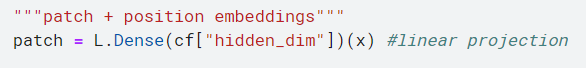 """patch + position embeddings"""
patch = L.Dense(cf["hidden_dim"])(x) #linear projection